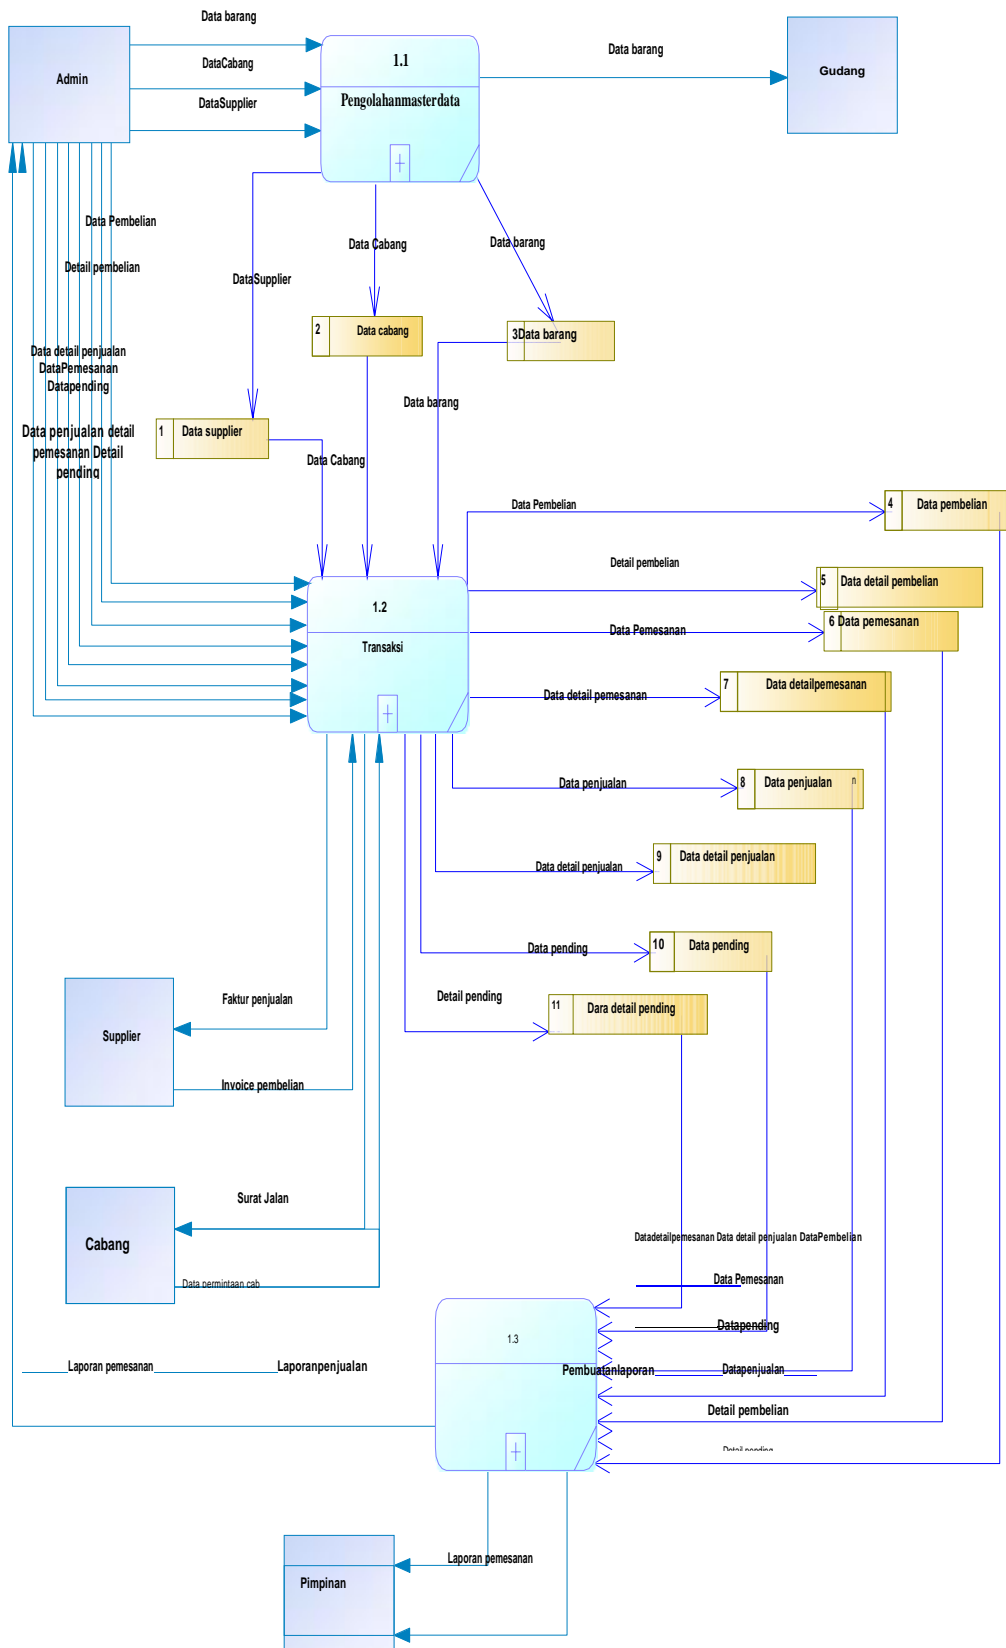 Data barang
Admin
DataCabang
DataSupplier
1.1
Pengolahanmasterdata
Data barang
Gudang
Data Pembelian
Detail pembelian
Data detail penjualan
DataPemesanan
Datapending
Data penjualan detail
pemesanan Detail
pending
DataSupplier
Data Cabang
Data barang
2 Data cabang
3Data barang
Data barang
1 Data supplier
Data Cabang
Data Pembelian
4 Data pembelian
Detail pembelian
5 Data detail pembelian
1.2
Transaksi
Data Pemesanan
6 Data pemesanan
Data detail pemesanan
7 Data detailpemesanan
Data penjualan
8 Data penjualan n
Data detail penjualan
9 Data detail penjualan
Data pending
10 Data pending
Detail pending
11 Dara detail pending
Supplier
Faktur penjualan
Invoice pembelian
Cabang
Surat Jalan
Data permintaan cab
Datadetailpemesanan Data detail penjualan DataPembelian
Data Pemesanan
Datapending
1.3
Pembuatanlaporan Datapenjualan
Laporan pemesanan Laporanpenjualan
Detail pembelian
Detail pending
Laporan pemesanan
Pimpinan